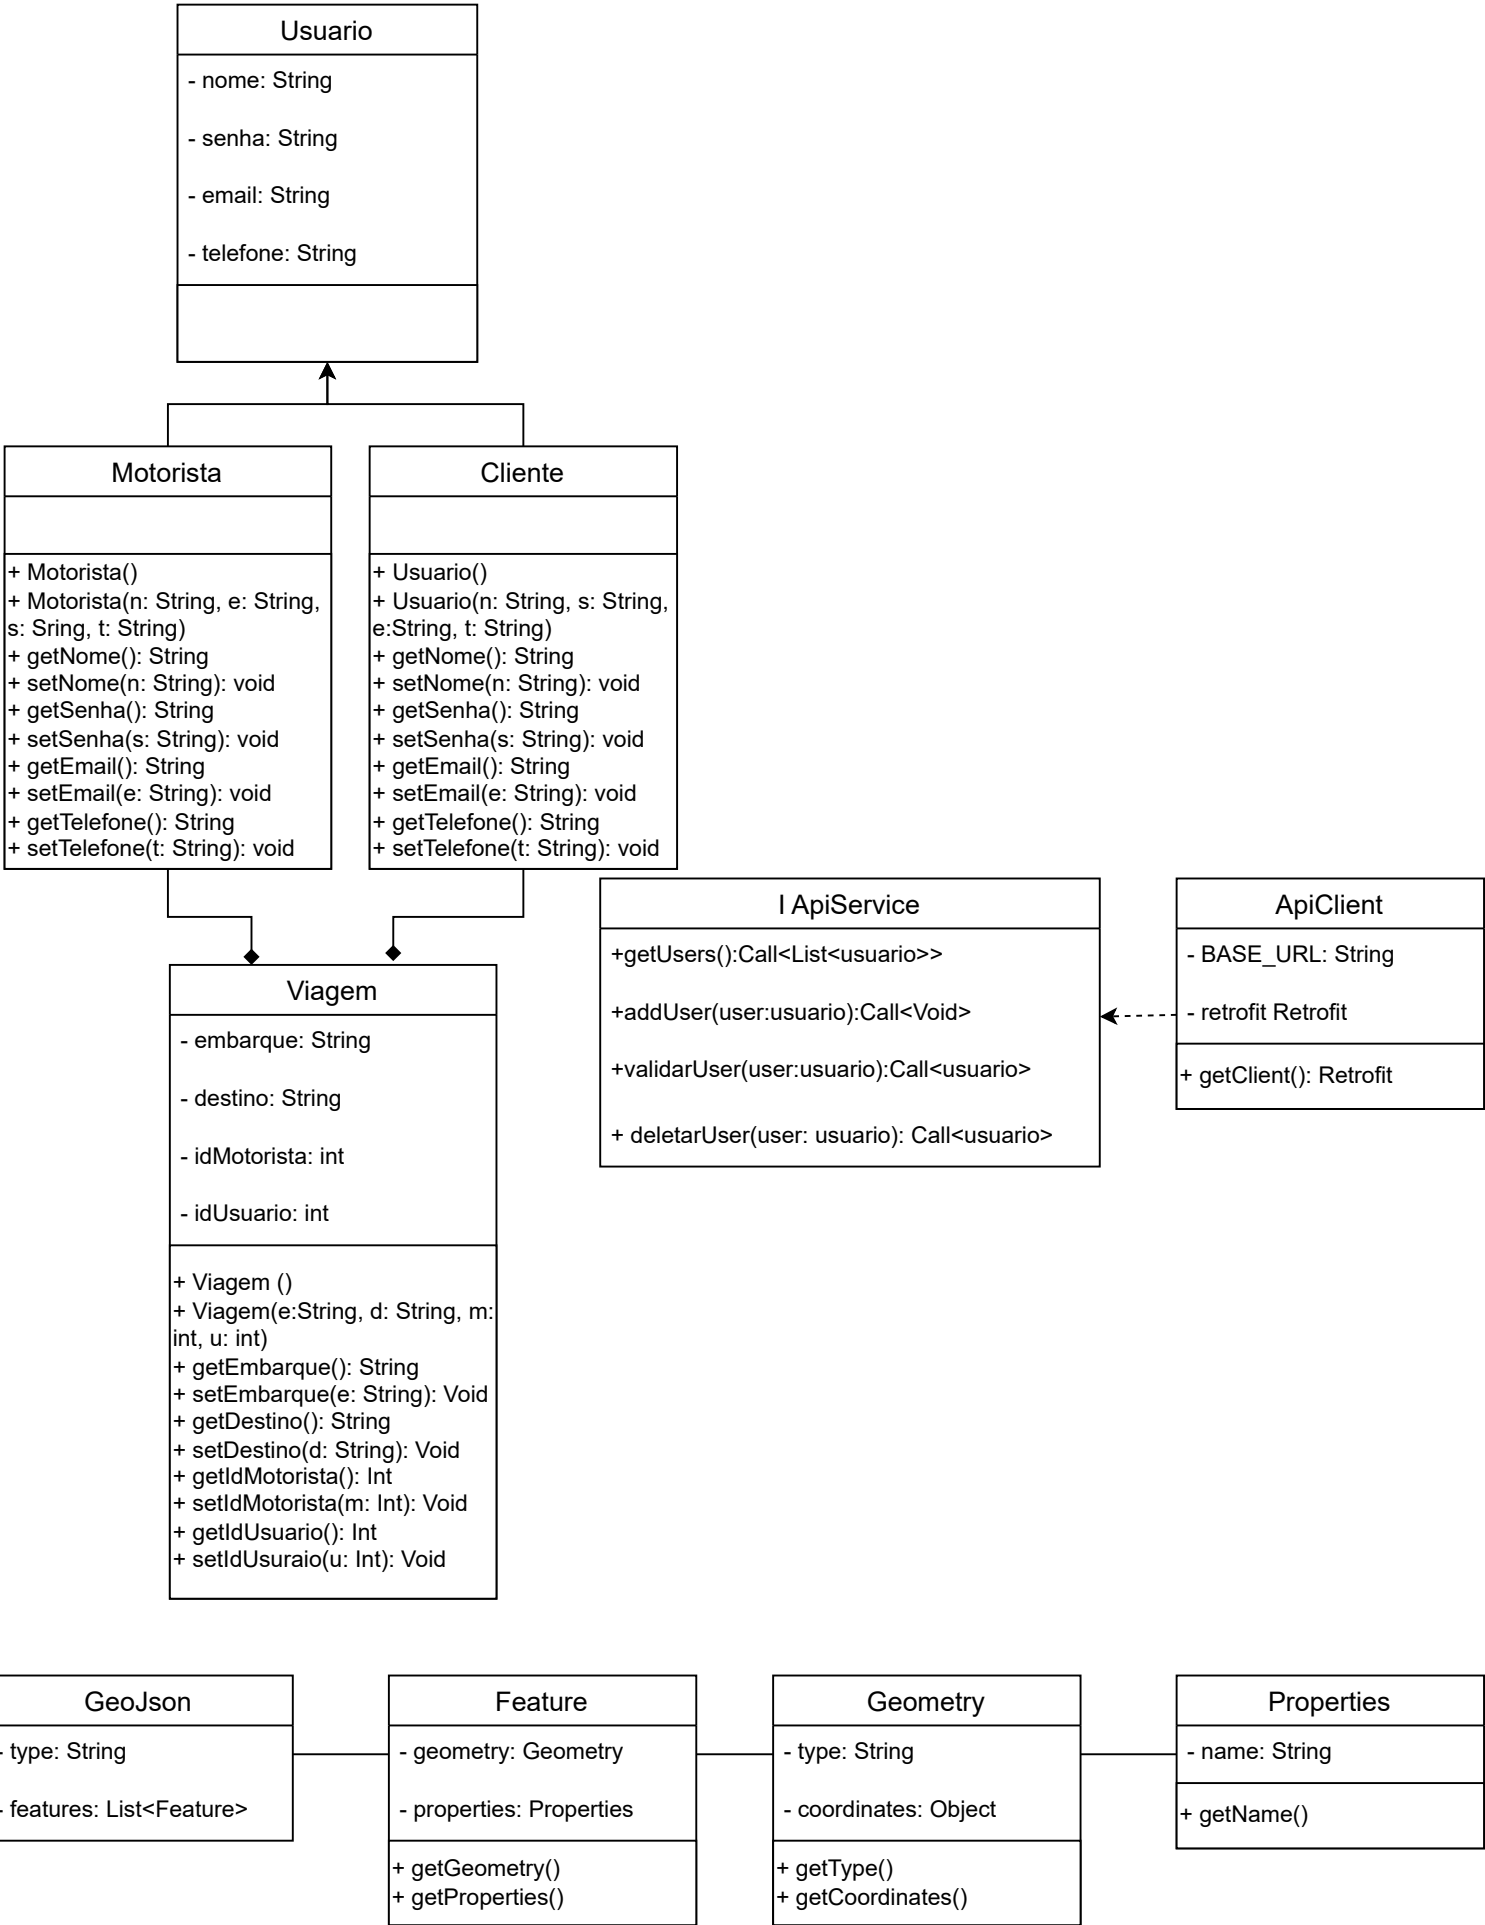 Usuario
- nome: String
- senha: String
- email: String
- telefone: String
Motorista
+ Motorista()
+ Motorista(n: String, e: String,
s: Sring, t: String)
+ getNome(): String
+ setNome(n: String): void
+ getSenha(): String
+ setSenha(s: String): void
+ getEmail(): String
+ setEmail(e: String): void
+ getTelefone(): String
+ setTelefone(t: String): void
Cliente
+ Usuario()
+ Usuario(n: String, s: String,
e:String, t: String)
+ getNome(): String
+ setNome(n: String): void
+ getSenha(): String
+ setSenha(s: String): void
+ getEmail(): String
+ setEmail(e: String): void
+ getTelefone(): String
+ setTelefone(t: String): void
I ApiService
+getUsers():Call<List<usuario>>
+addUser(user:usuario):Call<Void>
+validarUser(user:usuario):Call<usuario>
+ deletarUser(user: usuario): Call<usuario>
ApiClient
- BASE_URL: String
- retrofit Retrofit
+ getClient(): Retrofit
Viagem
- embarque: String
- destino: String
- idMotorista: int
- idUsuario: int
+ Viagem ()
+ Viagem(e:String, d: String, m:
int, u: int)
+ getEmbarque(): String
+ setEmbarque(e: String): Void
+ getDestino(): String
+ setDestino(d: String): Void
+ getIdMotorista(): Int
+ setIdMotorista(m: Int): Void
+ getIdUsuario(): Int
+ setIdUsuraio(u: Int): Void
GeoJson
- type: String
- features: List<Feature>
Feature
- geometry: Geometry
- properties: Properties
+ getGeometry()
+ getProperties()
Geometry
- type: String
- coordinates: Object
+ getType()
+ getCoordinates()
Properties
- name: String
+ getName()